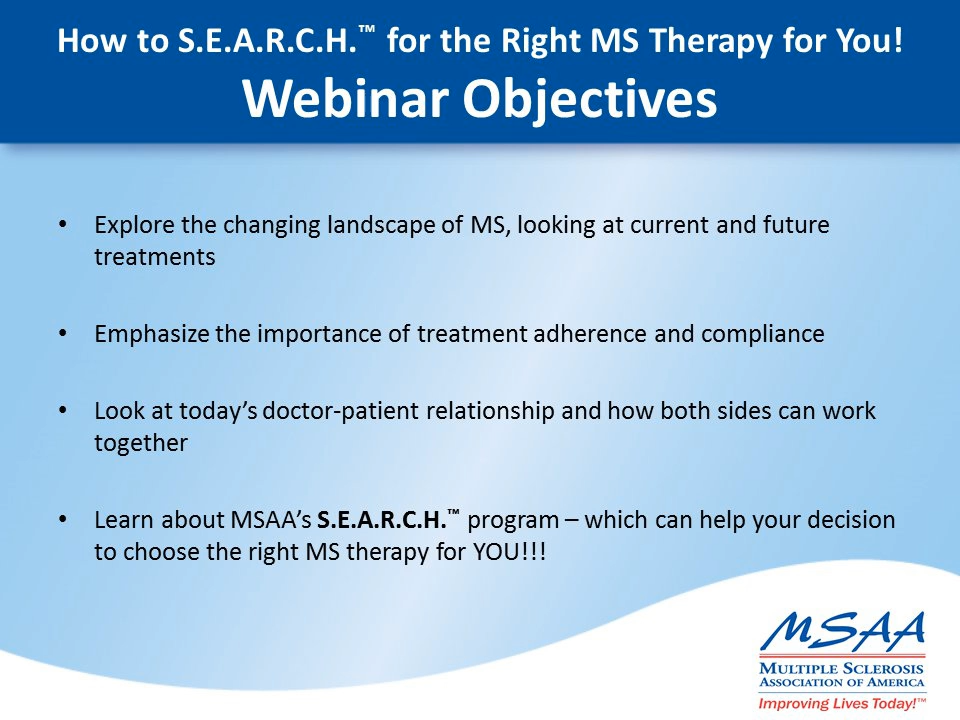 How to S.E.A.R.C.H.™ for the Right MS Therapy for You!
Webinar Objectives
• Explore the changing landscape of MS, looking at current and future
treatments
• Emphasize the importance of treatment adherence and compliance
• Look at today’s doctor-patient relationship and how both sides can work
together
• Learn about MSAA’s S.E.A.R.C.H.™ program – which can help your decision
to choose the right MS therapy for YOU!!!
MSAA
MULTIPLE SCLEROSIS
ASSOCIATION OF AMERICA
Improving Lives Today!™